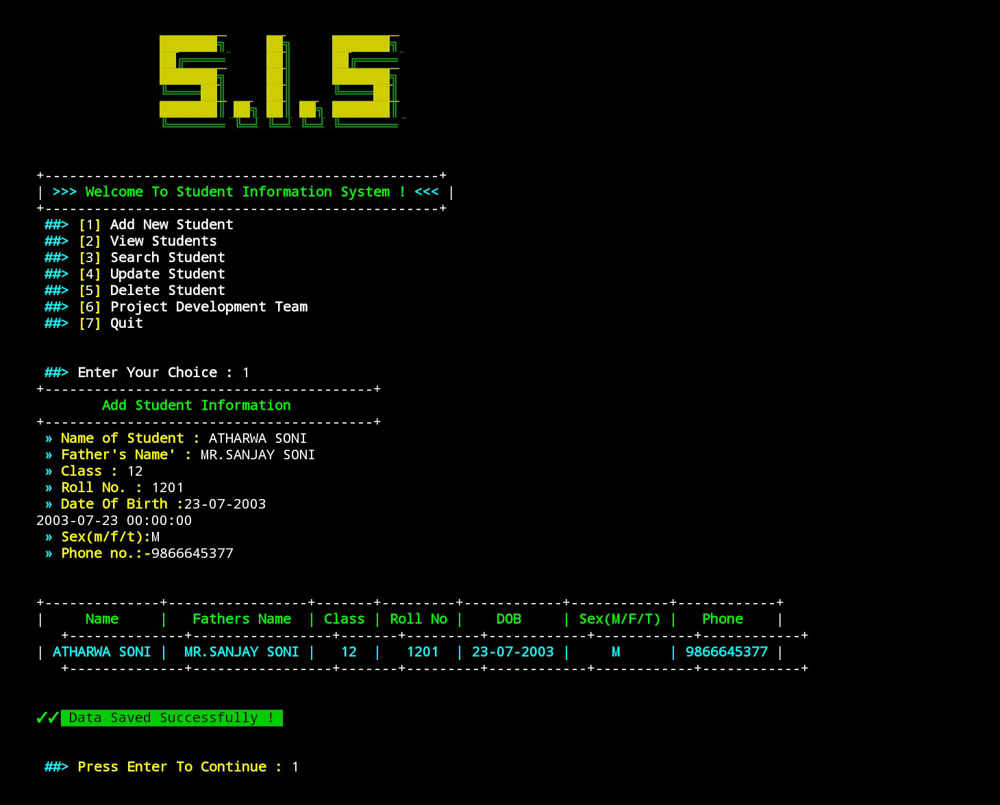 S.I.S
+------------------------------------------------+
| >>> Welcome To Student Information System ! <<< |
+------------------------------------------------+
##> [1] Add New Student
##> [2] View Students
##> [3] Search Student
##> [4] Update Student
##> [5] Delete Student
##> [6] Project Development Team
##> [7] Quit
##> Enter Your Choice : 1
+----------------------------------------+
Add Student Information
+----------------------------------------+
» Name of Student : ATHARWA SONI
» Father's Name' : MR.SANJAY SONI
» Class : 12
» Roll No. : 1201
» Date Of Birth :23-07-2003
2003-07-23 00:00:00
» Sex(m/f/t):M
» Phone no.:-9866645377
+--------------+-----------------+-------+---------+------------+------------+------------+
| Name | Fathers Name | Class | Roll No | DOB | Sex(M/F/T) | Phone |
+--------------+-----------------+-------+---------+------------+------------+------------+
| ATHARWA SONI | MR.SANJAY SONI | 12 | 1201 | 23-07-2003 | M | 9866645377 |
+--------------+-----------------+-------+---------+------------+------------+------------+
✓✓ Data Saved Successfully !
##> Press Enter To Continue : 1